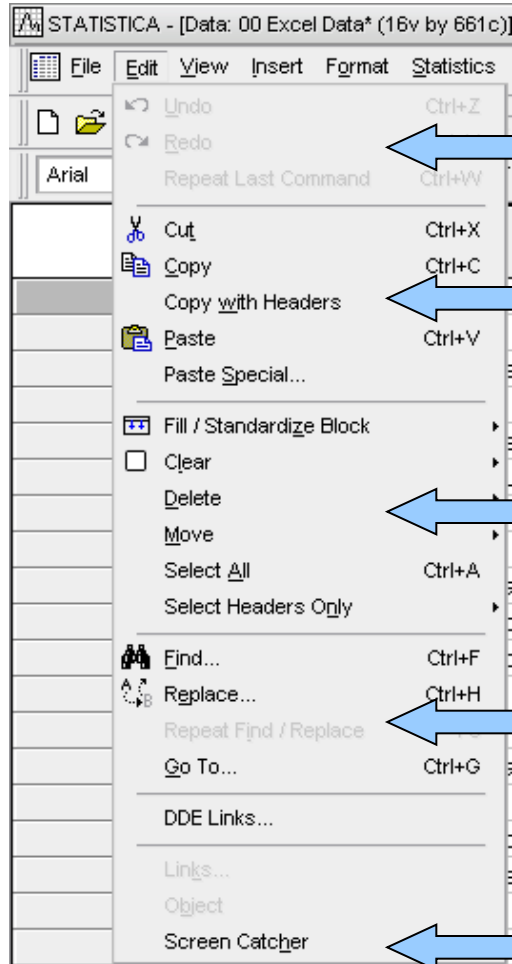 STATISTICA - [Data: 00 Excel Data* (16v by 661c)]
File Edit View Insert Format Statistics
Undo Ctrl+Z
Redo
Repeat Last Command Ctrl+W
Arial
Cut Ctrl+X
Copy Ctrl+C
Copy with Headers
Paste Ctrl+V
Paste Special...
Fill / Standardize Block
Clear
Delete
Move
Select All Ctrl+A
Select Headers Only
Find... Ctrl+F
Replace... Ctrl+H
Repeat Find / Replace
Go To... Ctrl+G
DDE Links...
Links...
Object
Screen Catcher